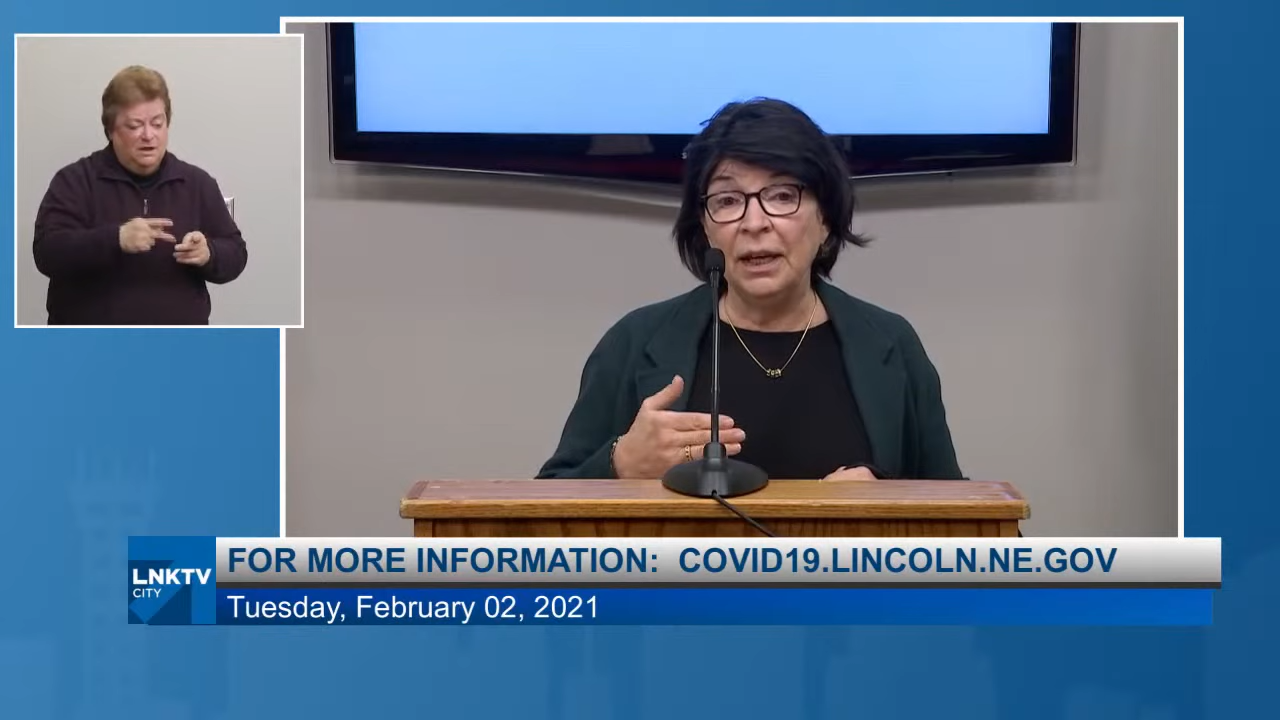 FOR MORE INFORMATION: COVID19.LINCOLN.NE.GOV
LNKTV
CITY
Tuesday, February 02, 2021